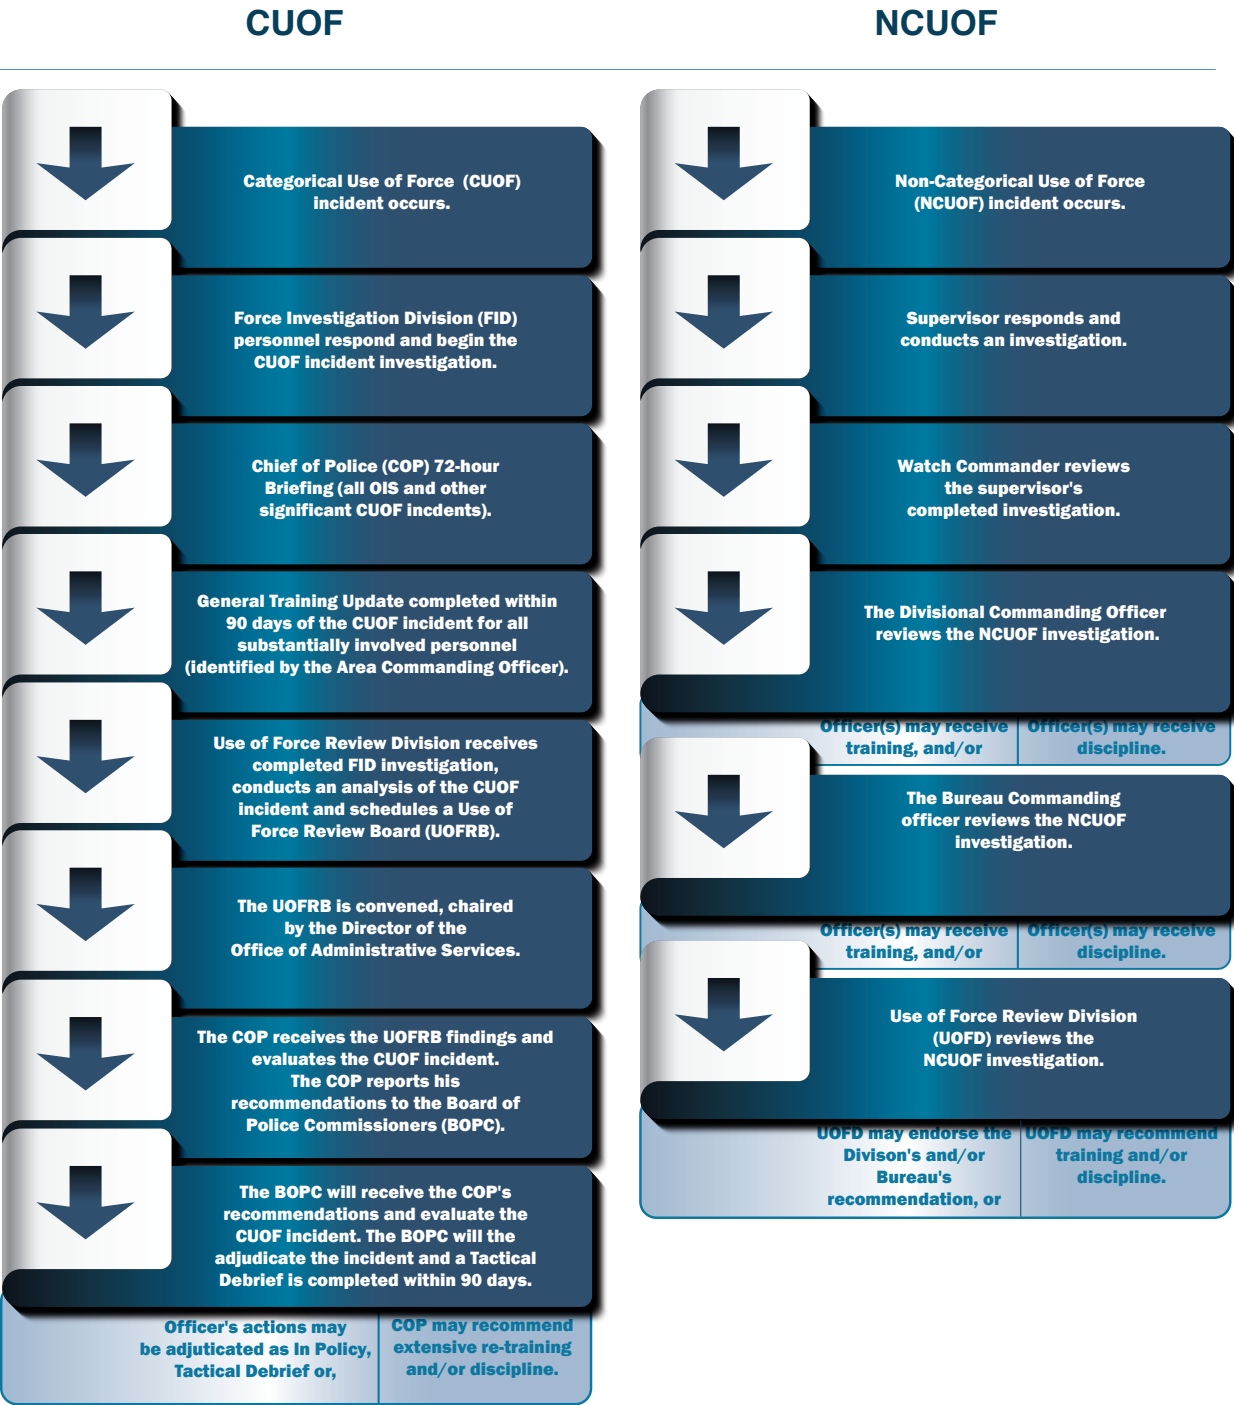 CUOF
Categorical Use of Force (CUOF)
incident occurs.
Force Investigation Division (FID)
personnel respond and begin the
CUOF incident investigation.
Chief of Police (COP) 72-hour
Briefing (all OIS and other
significant CUOF incdents).
General Training Update completed within
90 days of the CUOF incident for all
substantially involved personnel
(identified by the Area Commanding Officer).
Use of Force Review Division receives
completed FID investigation,
conducts an analysis of the CUOF
incident and schedules a Use of
Force Review Board (UOFRB).
The UOFRB is convened, chaired
by the Director of the
Office of Administrative Services.
The COP receives the UOFRB findings and
evaluates the CUOF incident.
The COP reports his
recommendations to the Board of
Police Commissioners (BOPC).
The BOPC will receive the COP's
recommendations and evaluate the
CUOF incident. The BOPC will the
adjudicate the incident and a Tactical
Debrief is completed within 90 days.
Officer's actions may
be adjuticated as In Policy,
Tactical Debrief or,
COP may recommend
extensive re-training
and/or discipline.
NCUOF
Non-Categorical Use of Force
(NCUOF) incident occurs.
Supervisor responds and
conducts an investigation.
Watch Commander reviews
the supervisor's
completed investigation.
The Divisional Commanding Officer
reviews the NCUOF investigation.
Officer(s) may receive
training, and/or
Officer(s) may receive
discipline.
The Bureau Commanding
officer reviews the NCUOF
investigation.
Officer(s) may receive
training, and/or
Officer(s) may receive
discipline.
Use of Force Review Division
(UOFD) reviews the
NCUOF investigation.
UOFD may endorse the
Divison's and/or
Bureau's
recommendation, or
UOFD may recommend
training and/or
discipline.